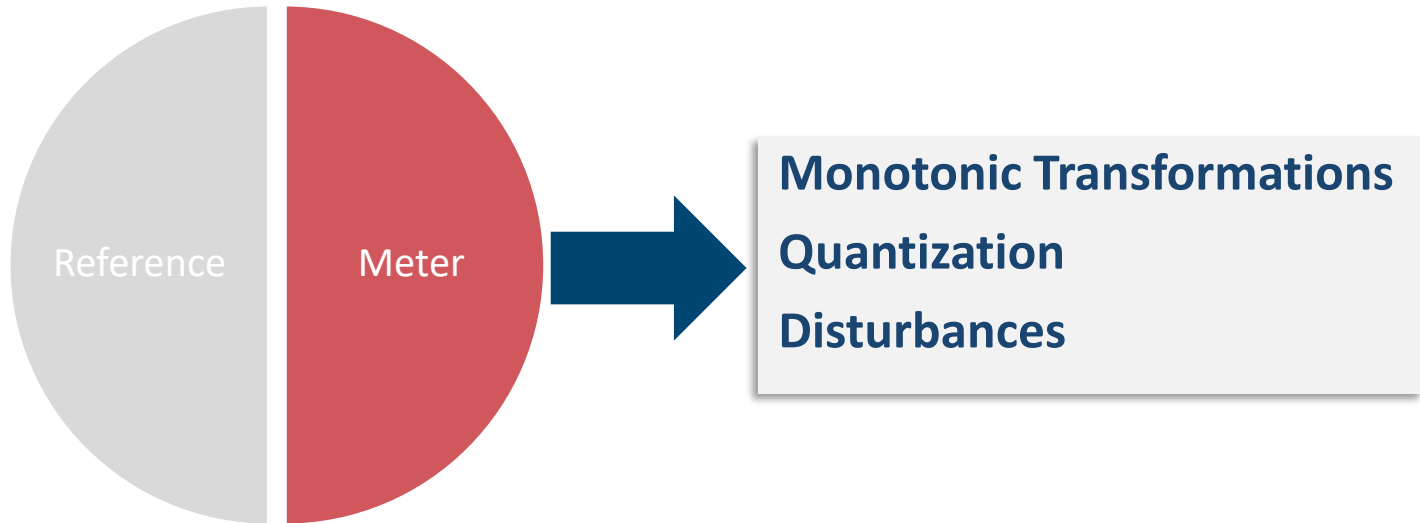 Reference
Meter
Monotonic Transformations
Quantization
Disturbances